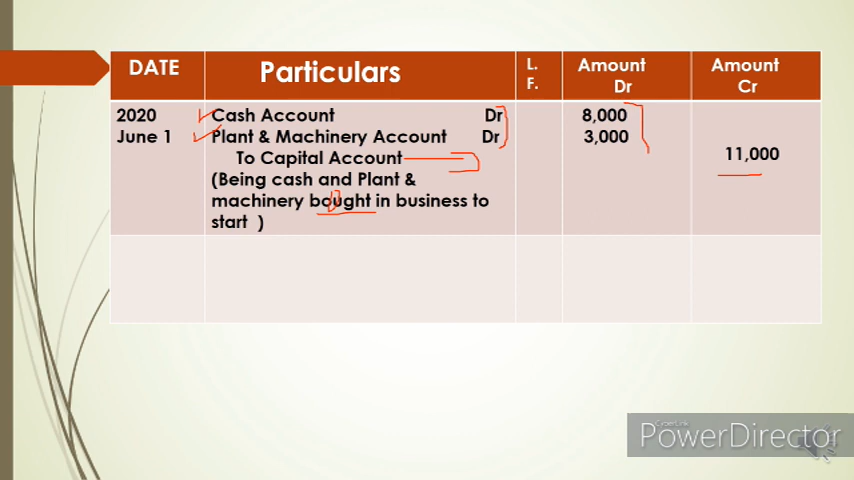 DATE Particulars L. F. Amount Dr Amount Cr
2020 Cash Account Dr 8,000
June 1 Plant & Machinery Account Dr 3,000
To Capital Account 11,000
(Being cash and Plant &
machinery bought in business to
start )
CyberLink
PowerDirector